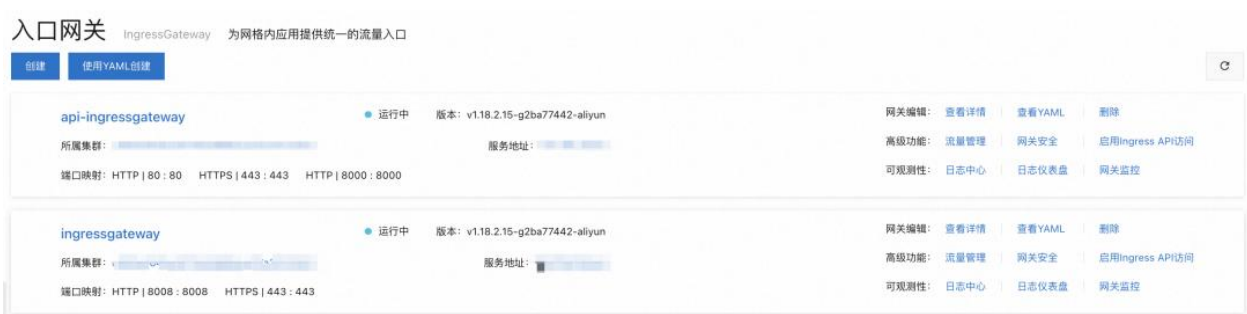 入口网关 IngressGateway 为网格内应用提供统一的流量入口
创建 使用YAML创建
api-ingressgateway 运行中 版本: v1.18.2.15-g2ba77442-aliyun 网关编辑: 查看详情 查看YAML 删除
所属集群: 服务地址: 高级功能: 流量管理 网关安全 启用Ingress API访问
端口映射: HTTP | 80 : 80 HTTPS | 443 : 443 HTTP | 8000 : 8000 可观测性: 日志中心 日志仪表盘 网关监控
ingressgateway 运行中 版本: v1.18.2.15-g2ba77442-aliyun 网关编辑: 查看详情 查看YAML 删除
所属集群: 服务地址: 高级功能: 流量管理 网关安全 启用Ingress API访问
端口映射: HTTP | 8008 : 8008 HTTPS | 443 : 443 可观测性: 日志中心 日志仪表盘 网关监控